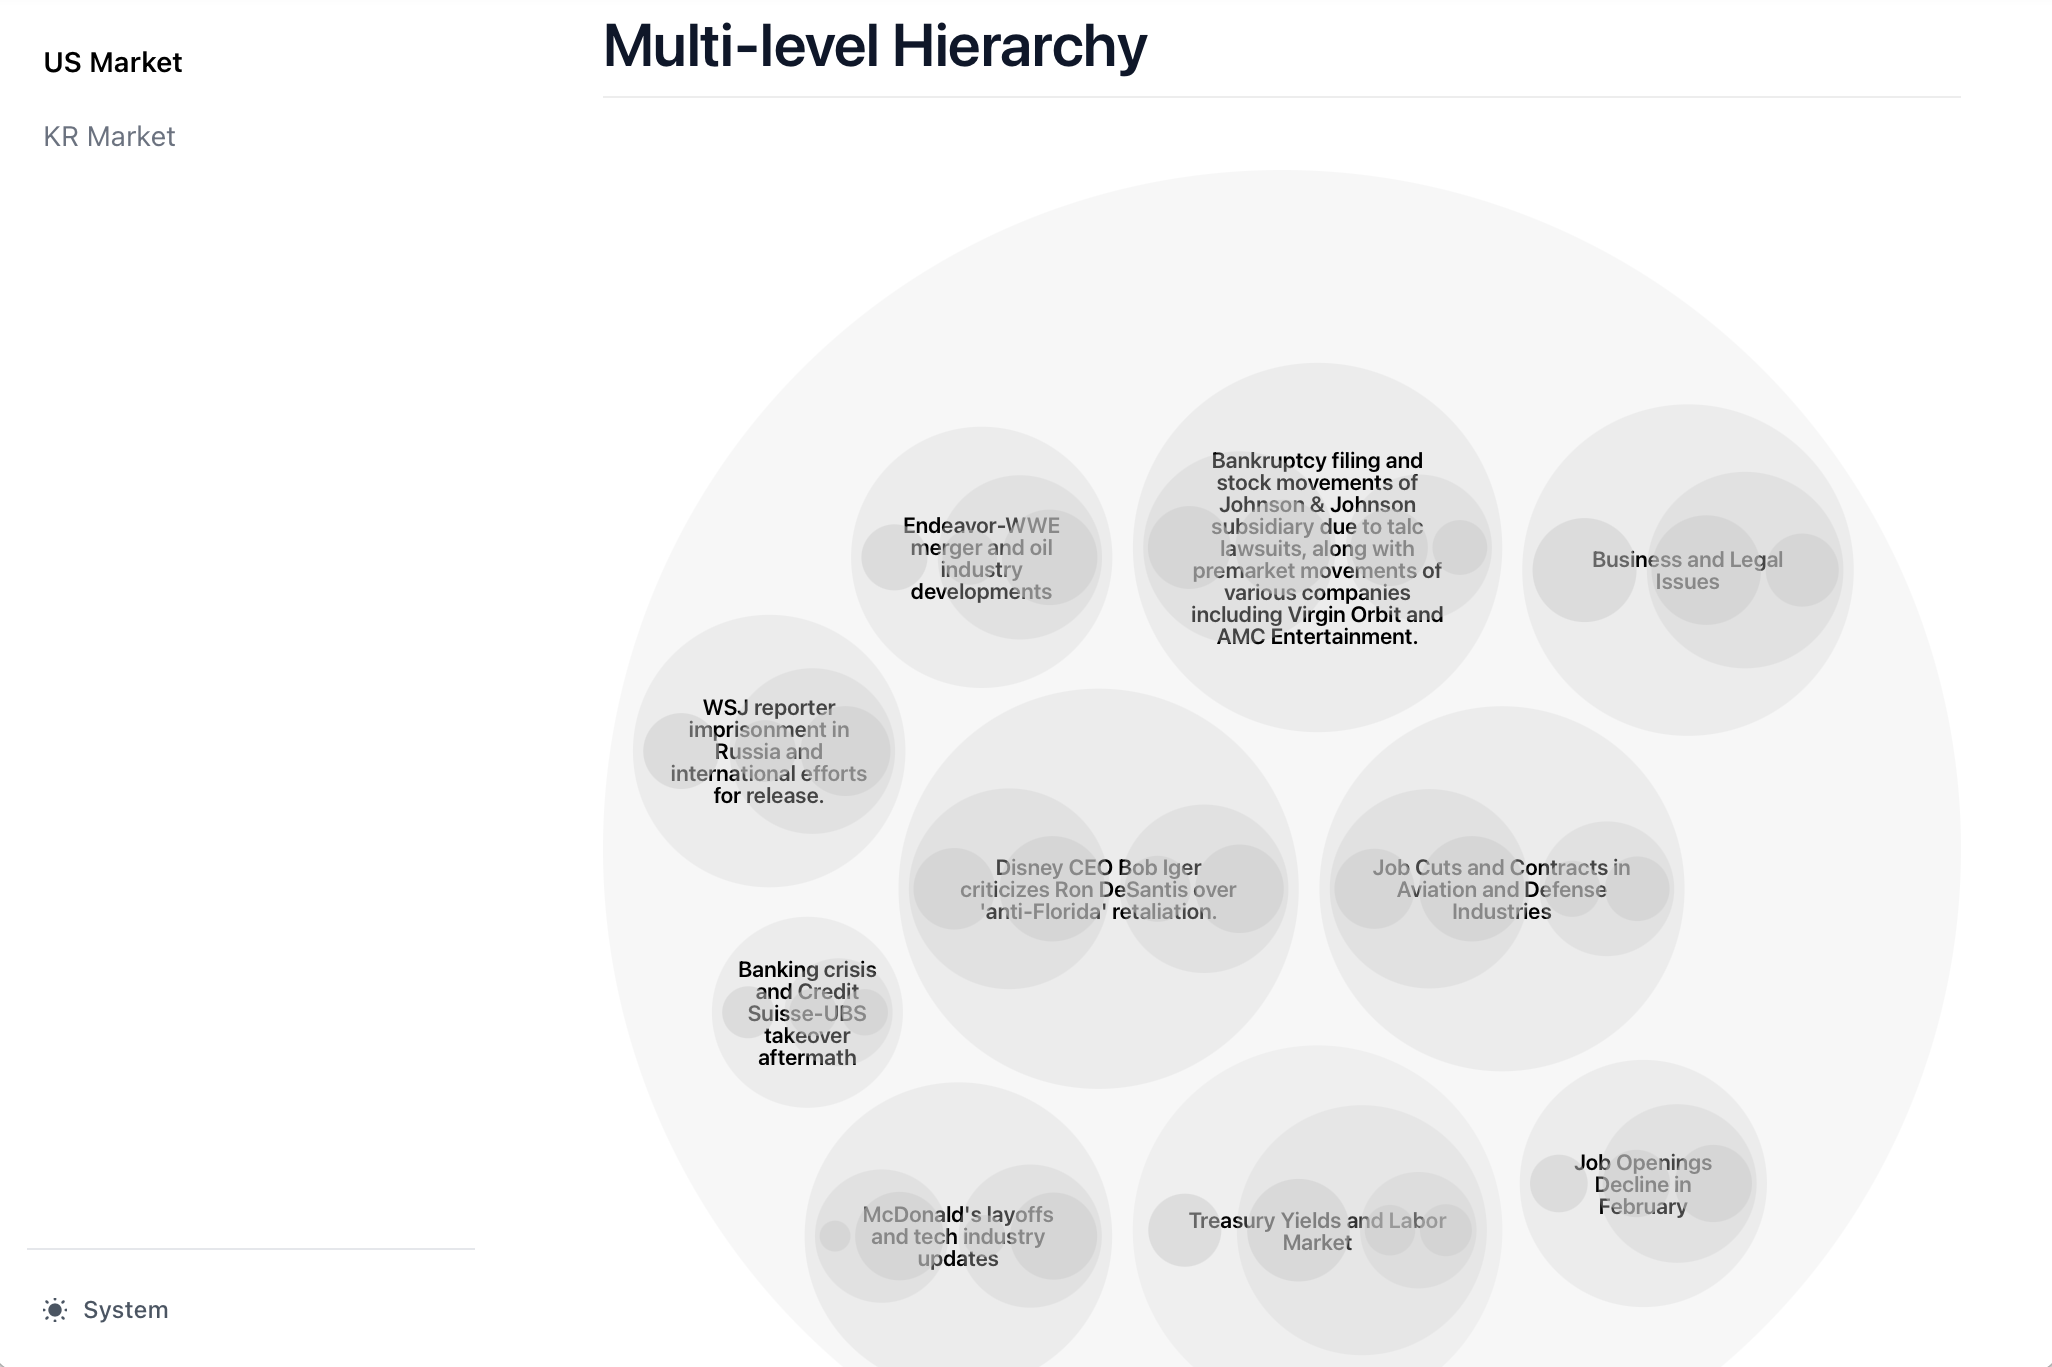 US Market
KR Market
System
Multi-level Hierarchy
Endeavor-WWE
merger and oil
industry
developments
Bankruptcy filing and
stock movements of
Johnson & Johnson
subsidiary due to talc
lawsuits, along with
premarket movements of
various companies
including Virgin Orbit and
AMC Entertainment.
Business and Legal
Issues
WSJ reporter
imprisonment in
Russia and
international efforts
for release.
Disney CEO Bob Iger
criticizes Ron DeSantis over
'anti-Florida' retaliation.
Job Cuts and Contracts in
Aviation and Defense
Industries
Banking crisis
and Credit
Suisse-UBS
takeover
aftermath
McDonald's layoffs
and tech industry
updates
Treasury Yields and Labor
Market
Job Openings
Decline in
February